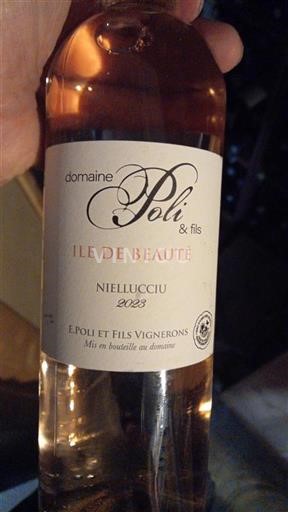 domaine
Poli
& fils
ILE DE BEAUTÉ
NIELLUCCIU
2023
E.POLI ET FILS VIGNERONS
Mis en bouteille au domaine